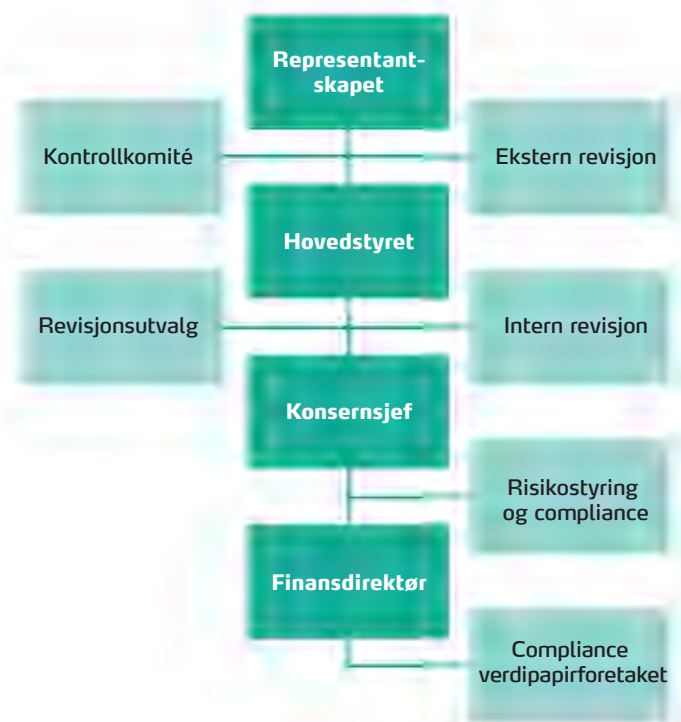 Representant-
skapet
Kontrollkomité
Ekstern revisjon
Hovedstyret
Revisjonsutvalg
Intern revisjon
Konsernsjef
Risikostyring
og compliance
Finansdirektør
Compliance
verdipapirforetaket